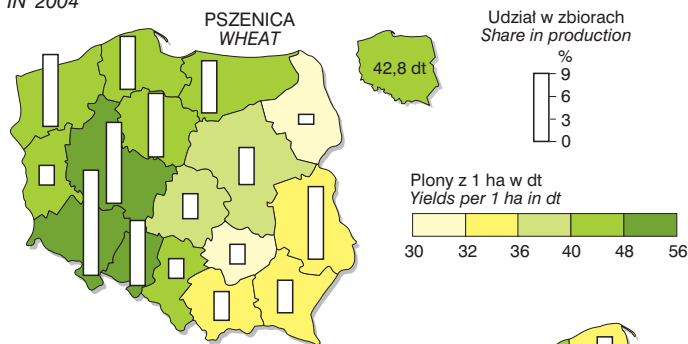 IN 2004
PSZENICA
WHEAT
42,8 dt
Udział w zbiorach
Share in production
%
9
6
3
0
Plony z 1 ha w dt
Yields per 1 ha in dt
30 32 36 40 48 56